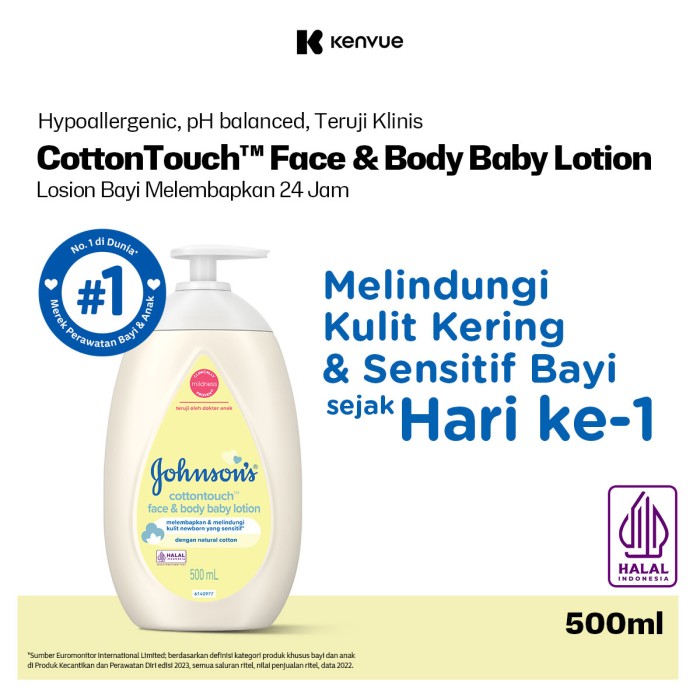 Kenvue
Hypoallergenic, pH balanced, Teruji Klinis
CottonTouch™ Face & Body Baby Lotion
Losion Bayi Melembapkan 24 Jam
No. 1 di Dunia*
#1
Merek Perawatan Bayi & Anak
Melindungi
Kulit Kering
& Sensitif Bayi
sejak Hari ke-1
mildness
teruji oleh dokter anak
Johnson's®
cottontouch™
face & body baby lotion
melembapkan & melindungi
kulit newborn yang sensitif*
dengan natural cotton
HALAL
INDONESIA
500 mL
6140977
HALAL
INDONESIA
500ml
*Sumber Euromonitor International Limited; berdasarkan definisi kategori produk khusus bayi dan anak
di Produk Kecantikan dan Perawatan Diri edisi 2023, semua saluran ritel, nilai penjualan ritel, data 2022.